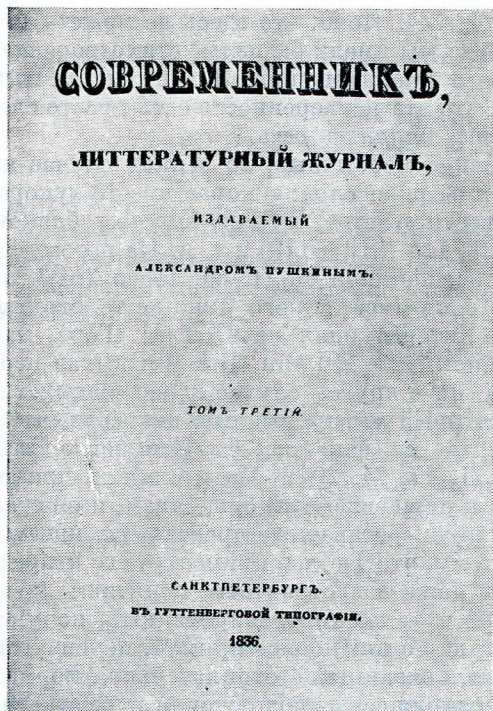 СОВРЕМЕННИКЪ,
ЛИТТЕРАТУРНЫЙ ЖУРНАЛЪ,
ИЗДАВАЕМЫЙ
АЛЕКСАНДРОМЪ ПУШКИНЫМЪ.
ТОМЪ ТРЕТІЙ.
САНКТПЕТЕРБУРГЪ.
ВЪ ГУТТЕНБЕРГОВОЙ ТИПОГРАФІИ.
1836.